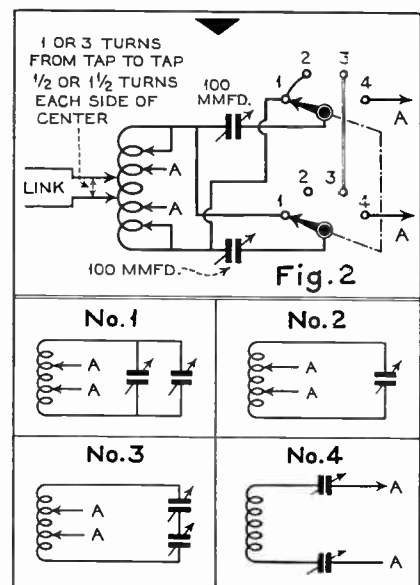 1 OR 3 TURNS
FROM TAP TO TAP
1/2 OR 1 1/2 TURNS
EACH SIDE OF
CENTER
100
MMFD.
1
2
3
4
A
A
LINK
A
1
2
3
4
A
100 MMFD.
Fig. 2
No. 1
A
A
No. 2
A
A
No. 3
A
A
No. 4
A
A